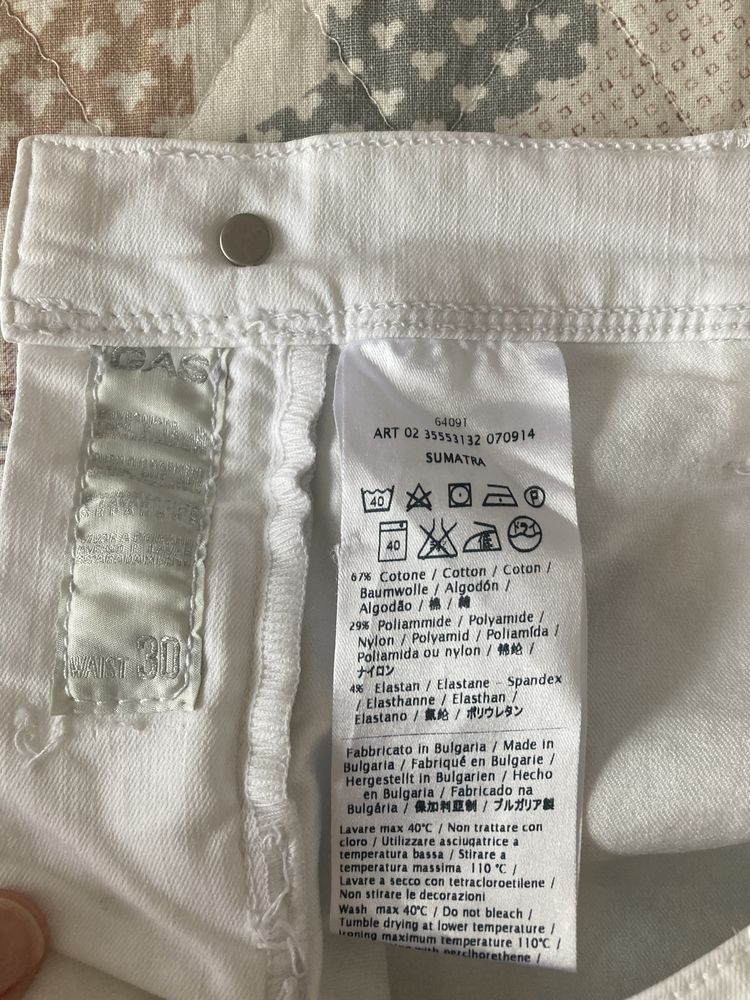 GAS
WAIST 30
64091
ART 02 35553132 070914
SUMATRA
40
P
40
ドライ
67% Cotone / Cotton / Coton /
Baumwolle / Algodón /
Algodão / 棉 / 綿
29% Poliammide / Polyamide /
Nylon / Polyamid / Poliamída /
Poliamida ou nylon / 锦纶 /
ナイロン
4% Elastan / Elastane - Spandex
/ Elasthanne / Elasthan /
Elastano / 氨纶 / ポリウレタン
Fabbricato in Bulgaria / Made in
Bulgaria / Fabriqué en Bulgarie /
Hergestellt in Bulgarien / Hecho
en Bulgaria / Fabricado na
Bulgária / 保加利亚制 / ブルガリア製
Lavare max 40°C / Non trattare con
cloro / Utilizzare asciugatrice a
temperatura bassa / Stirare a
temperatura massima 110 °C /
Lavare a secco con tetracloroetilene /
Non stirare le decorazioni
Wash max 40°C / Do not bleach /
Tumble drying at lower temperature /
Ironing maximum temperature 110°C /
with perclhorethene /